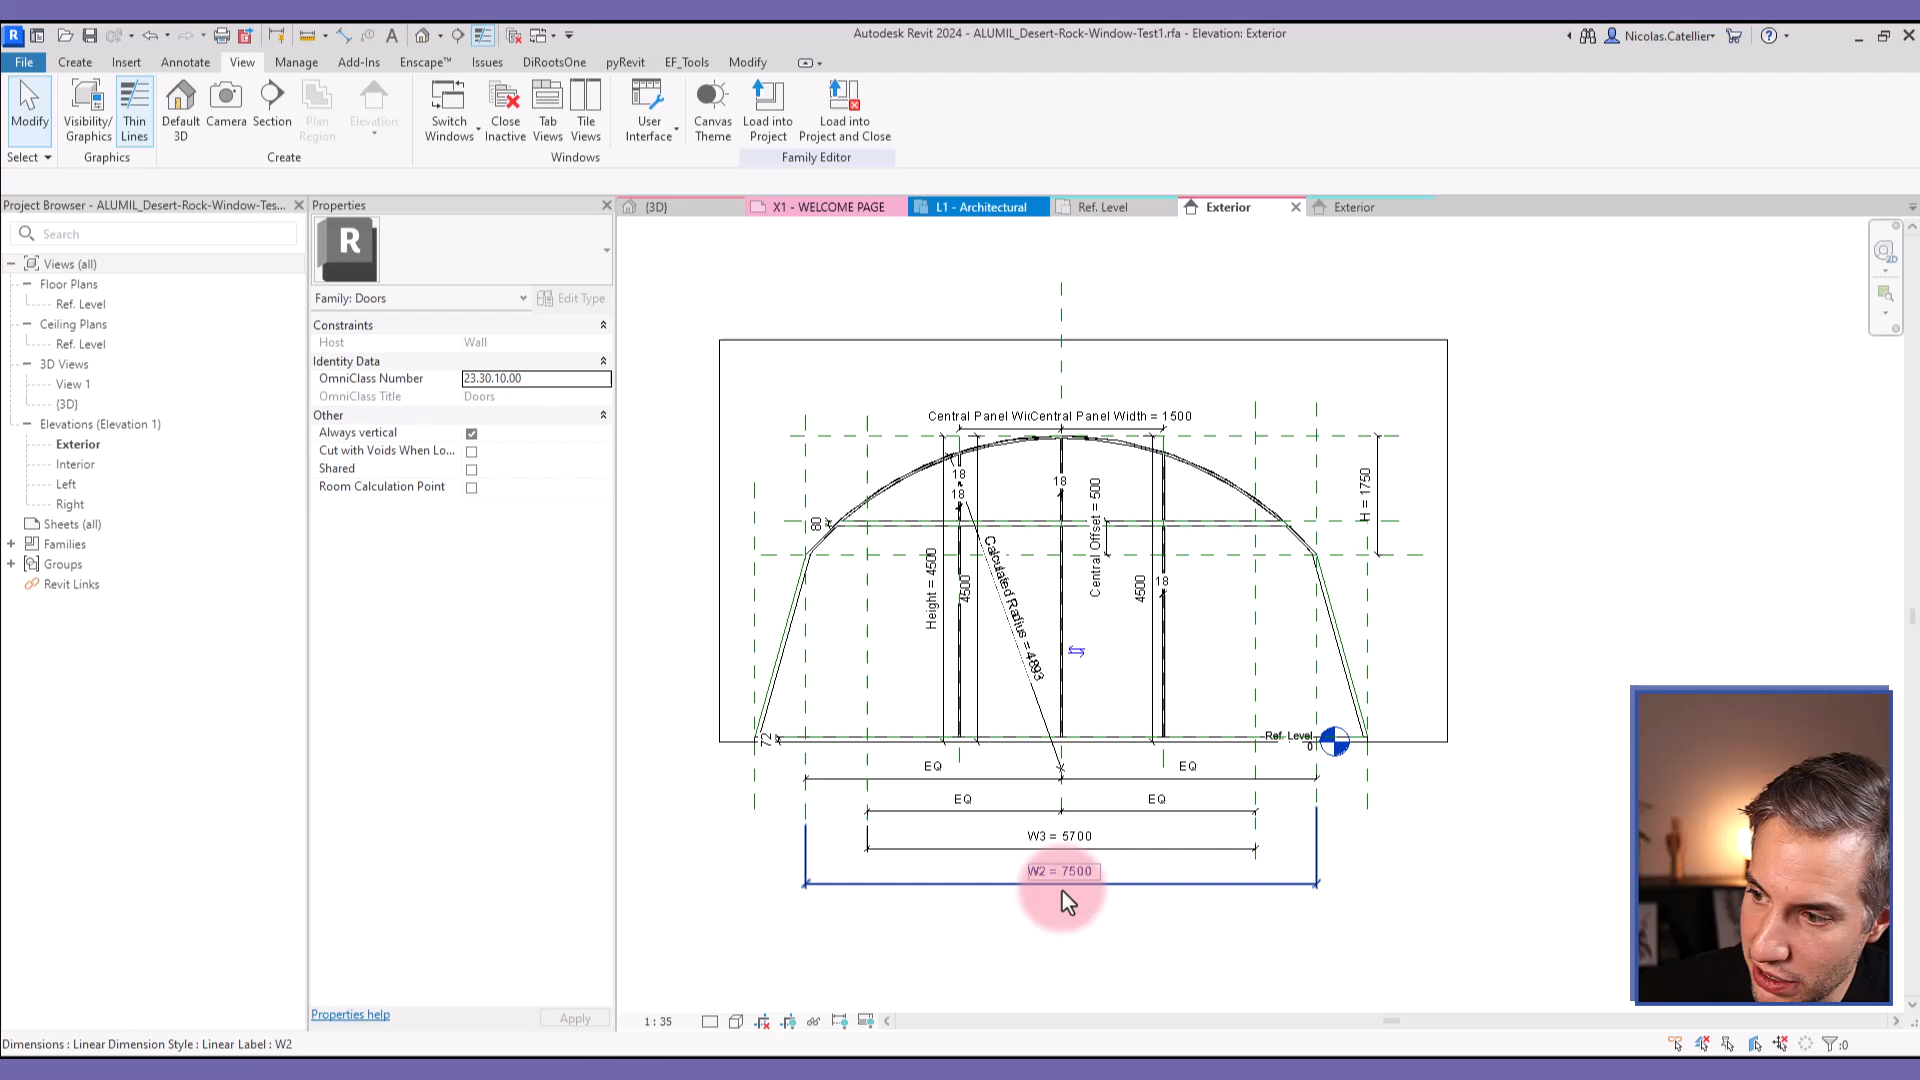 Autodesk Revit 2024 - ALUMIL_Desert-Rock-Window-Test1.rfa - Elevation: Exterior
Nicolas.Catellier
File Create Insert Annotate View Manage Add-Ins Enscape™ Issues DiRootsOne pyRevit EF_Tools Modify
Modify
Visibility/
Graphics
Thin
Lines
Default
3D
Camera
Section
Plan
Region
Elevation
Switch
Windows
Close
Inactive
Tab
Views
Tile
Views
User
Interface
Canvas
Theme
Load into
Project
Load into
Project and Close
Select
Graphics
Create
Windows
Family Editor
Project Browser - ALUMIL_Desert-Rock-Window-Tes...
Search
Views (all)
Floor Plans
Ref. Level
Ceiling Plans
Ref. Level
3D Views
View 1
{3D}
Elevations (Elevation 1)
Exterior
Interior
Left
Right
Sheets (all)
Families
Groups
Revit Links
Properties
R
Family: Doors
Edit Type
Constraints
Host Wall
Identity Data
OmniClass Number 23.30.10.00
OmniClass Title Doors
Other
Always vertical
Cut with Voids When Lo...
Shared
Room Calculation Point
Properties help
Apply
{3D}
X1 - WELCOME PAGE
L1 - Architectural
Ref. Level
Exterior
Exterior
2D
Central Panel WiCentral Panel Width = 1500
18
18
18
80
H = 1750
Central Offset = 500
Calculated Radius = 4893
Height = 4500
4500
4500
18
72
Ref. Level
0
EQ
EQ
EQ
EQ
W3 = 5700
W2 = 7500
1 : 35
Dimensions : Linear Dimension Style : Linear Label : W2
:0